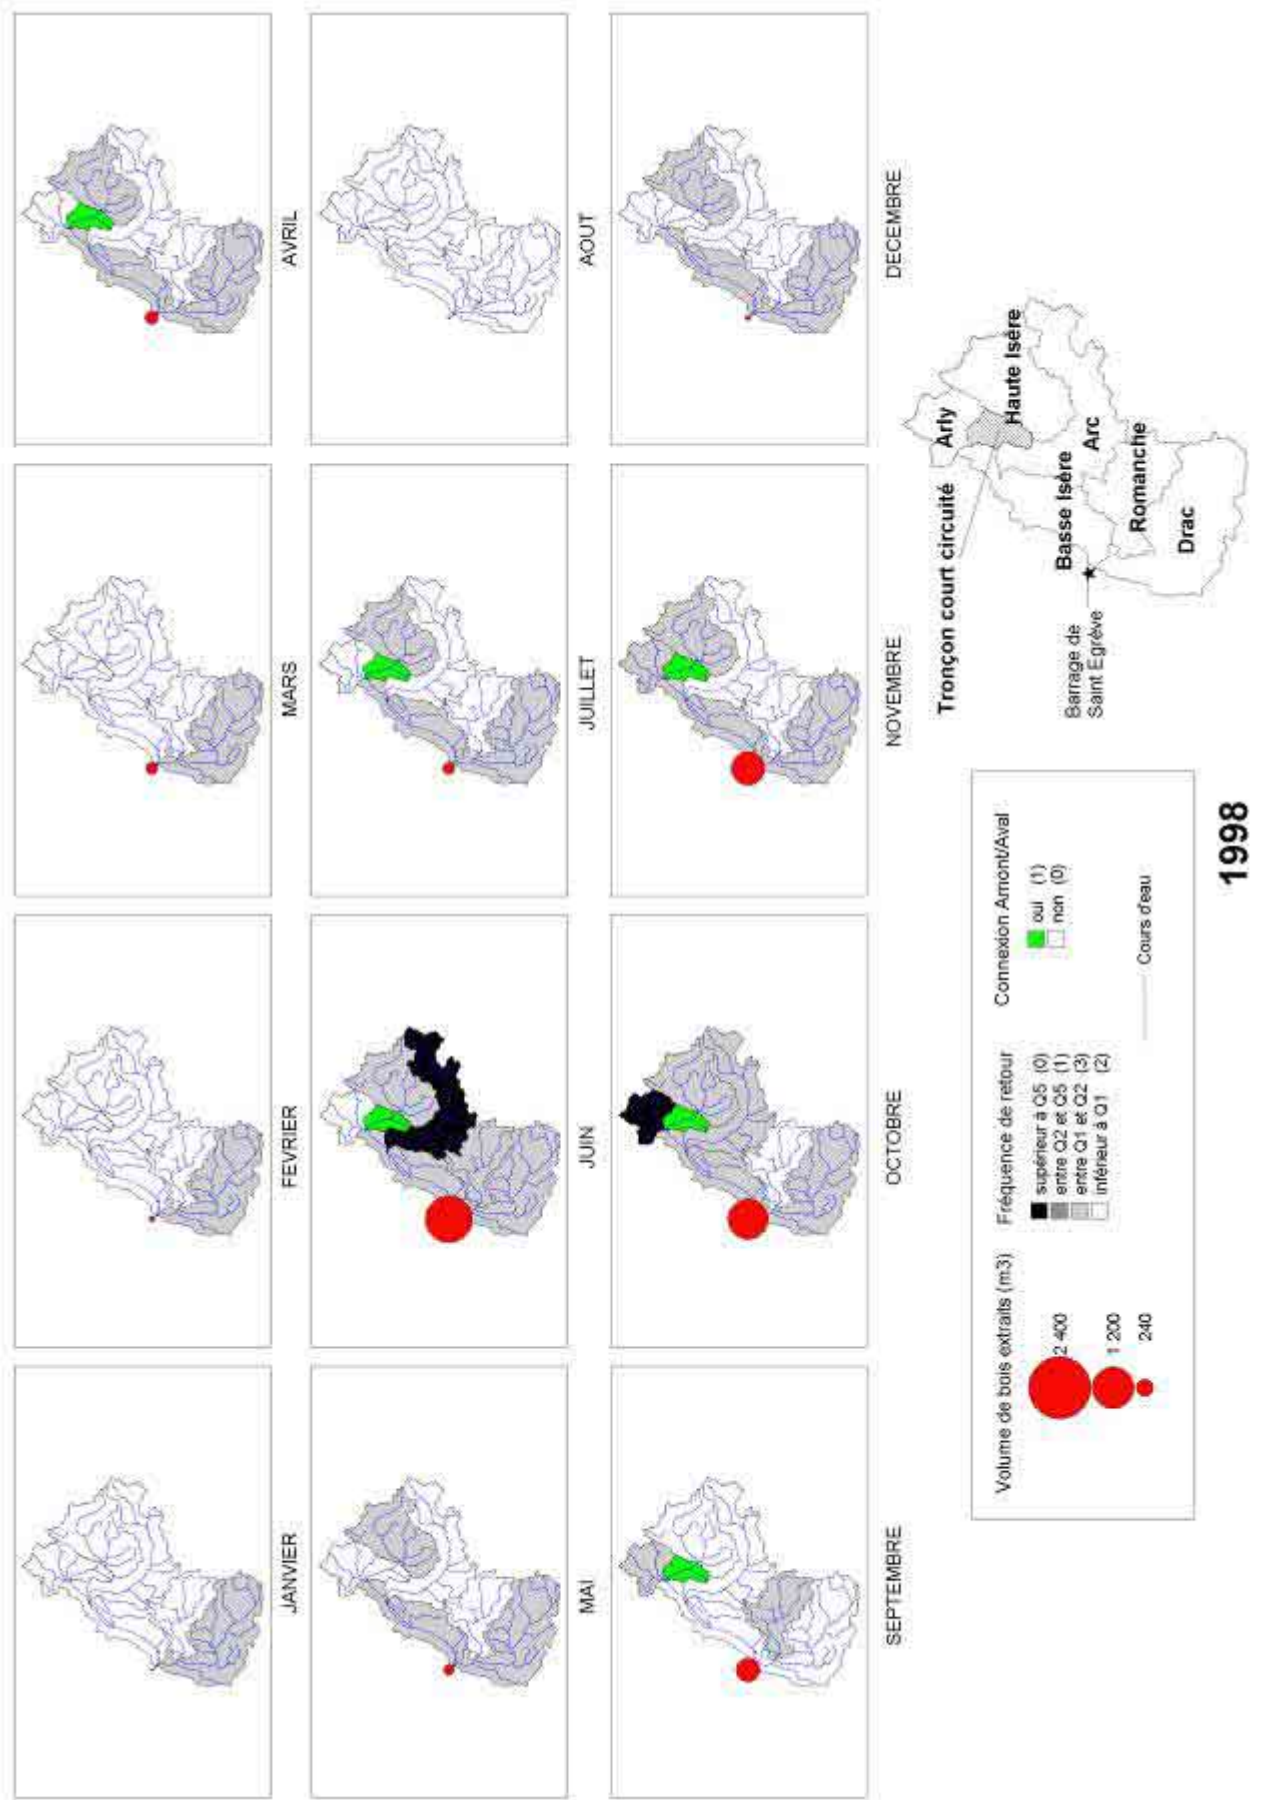 JANVIER
FEVRIER
MARS
AVRIL
MAI
JUIN
JUILLET
AOUT
SEPTEMBRE
OCTOBRE
NOVEMBRE
DECEMBRE
Volume de bois extraits (m3)
2 400
1 200
240
Fréquence de retour
supérieur à Q5 (0)
entre Q2 et Q5 (1)
entre Q1 et Q2 (3)
inférieur à Q1 (2)
Connexion Amont/Aval
oui (1)
non (0)
Cours d'eau
Tronçon court circuité
Arly
Haute Isère
Basse Isère
Arc
Romanche
Drac
Barrage de
Saint Egrève
1998